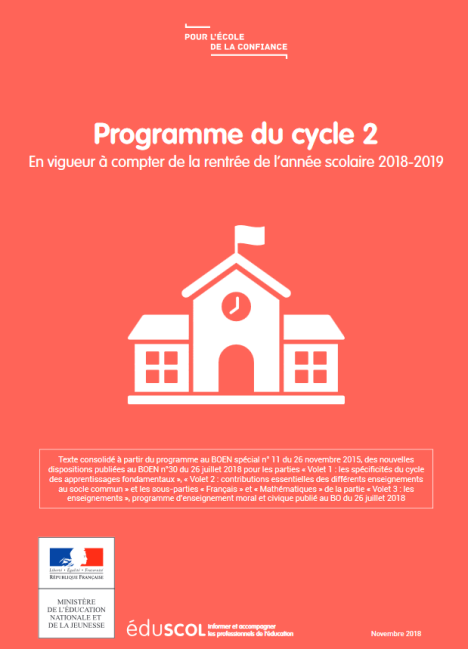 POUR L'ÉCOLE
DE LA CONFIANCE
Programme du cycle 2
En vigueur à compter de la rentrée de l'année scolaire 2018-2019
Texte consolidé à partir du programme au BOEN spécial n° 11 du 26 novembre 2015, des nouvelles
dispositions publiées au BOEN n°30 du 26 juillet 2018 pour les parties « Volet 1 : les spécificités du cycle
des apprentissages fondamentaux », « Volet 2 : contributions essentielles des différents enseignements
au socle commun » et les sous-parties « Français » et « Mathématiques » de la partie « Volet 3 : les
enseignements », programme d'enseignement moral et civique publié au BO du 26 juillet 2018
Liberté • Égalité • Fraternité
RÉPUBLIQUE FRANÇAISE
MINISTÈRE
DE L'ÉDUCATION
NATIONALE ET
DE LA JEUNESSE
éduSCOL
Informer et accompagner
les professionnels de l'éducation
Novembre 2018